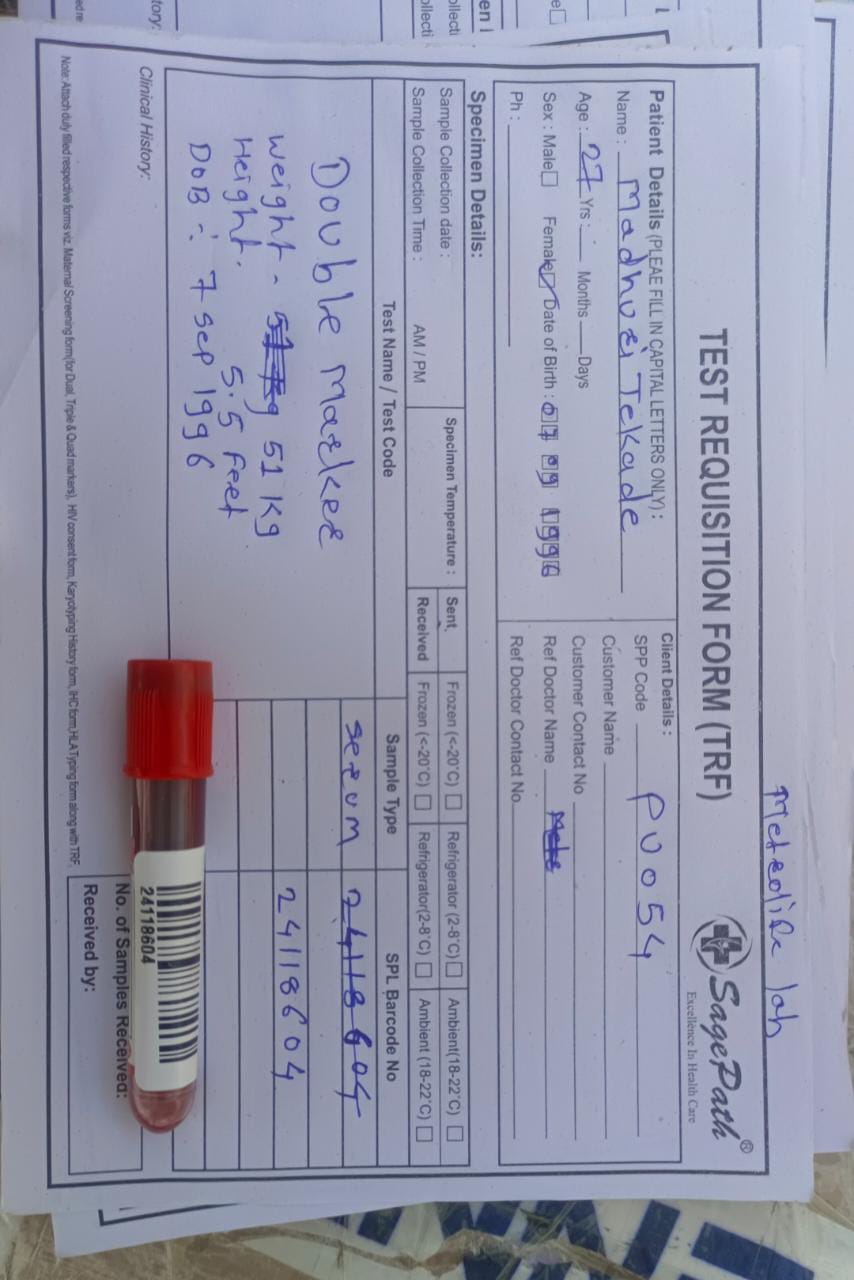 Meteolife lab
TEST REQUISITION FORM (TRF)
SagePath®
Excellence In Health Care
Patient Details (PLEAE FILL IN CAPITAL LETTERS ONLY) :
Name : Madhuri Tekade
Age : 27 Yrs : Months Days
Sex : Male Female Date of Birth : 07 09 1996
Ph :
Client Details :
SPP Code PU054
Customer Name
Customer Contact No
Ref Doctor Name
Ref Doctor Contact No.
Specimen Details:
Sample Collection date :
Sample Collection Time : AM / PM
Specimen Temperature :
Sent Frozen (<-20°C) Refrigerator (2-8°C) Ambient(18-22°C)
Received Frozen (<-20°C) Refrigerator(2-8°C) Ambient (18-22°C)
Test Name / Test Code Sample Type SPL Barcode No
Double Marker serum 24118604
Weight - 51 kg 51 Kg 24118604
Height. 5.5 feet
DOB : 7 sep 1996
Clinical History:
24118604
No. of Samples Received:
Received by:
Note: Attach duly filled respective forms viz. Maternal Screening form(for Dual, Triple & Quad markers), HIV consent form, Karyotyping History form, IHC form,HLA Typing form along with TRF.